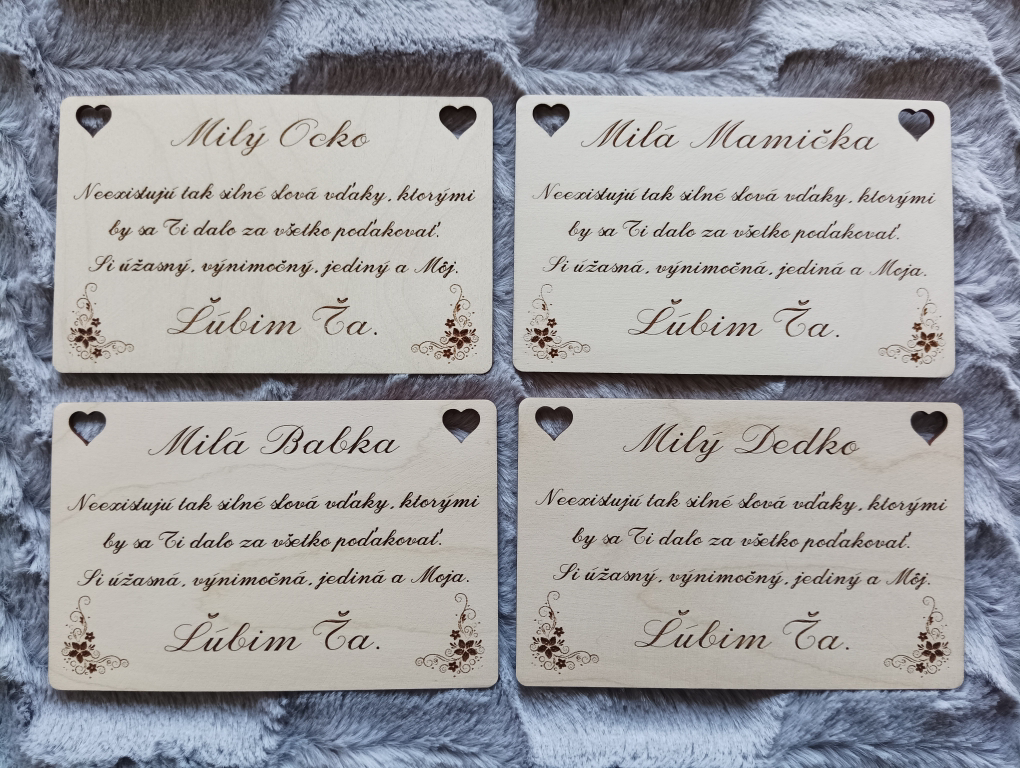 Milý Ocko
Neexistujú tak silné slová vďaky, ktorými
by sa Ti dalo za všetko poďakovať.
Si úžasný, výnimočný, jediný a Môj.
Ľúbim Ťa.
Milá Mamička
Neexistujú tak silné slová vďaky, ktorými
by sa Ti dalo za všetko poďakovať.
Si úžasná, výnimočná, jediná a Moja.
Ľúbim Ťa.
Milá Babka
Neexistujú tak silné slová vďaky, ktorými
by sa Ti dalo za všetko poďakovať.
Si úžasná, výnimočná, jediná a Moja.
Ľúbim Ťa.
Milý Dedko
Neexistujú tak silné slová vďaky, ktorými
by sa Ti dalo za všetko poďakovať.
Si úžasný, výnimočný, jediný a Môj.
Ľúbim Ťa.